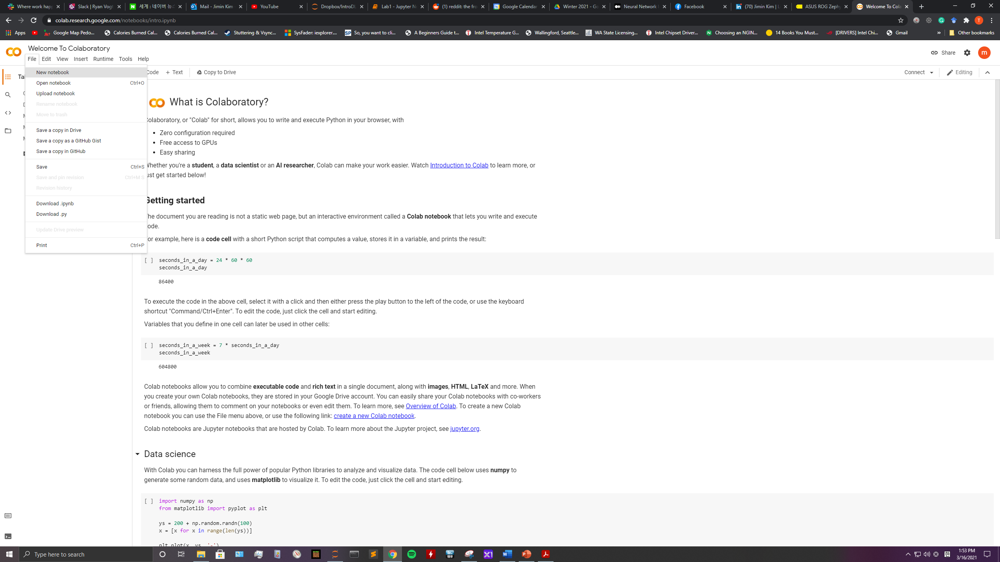 Where work happ
Slack | Ryan Vogt
세계 : 네이버 뉴스
Mail - Jimin Kim -
YouTube
Dropbox/IntroDL
Lab1 - Jupyter No
(1) reddit: the fro
Google Calendar
Winter 2021 - Go
Neural Network
Facebook
(70) Jimin Kim | Li
ASUS ROG Zephy
Welcome To Cola
colab.research.google.com/notebooks/intro.ipynb
Apps
Google Map Pedo...
Calories Burned Cal...
Calories Burned Cal...
Stuttering & Vsync...
SysFader: iexplorer....
So, you want to cli...
A Beginners Guide t...
Intel Temperature G...
Wallingford, Seattle...
WA State Licensing...
Intel Chipset Driver...
Choosing an NGIN...
14 Books You Must...
[DRIVERS] Intel Chi...
Gmail
»
Other bookmarks
Welcome To Colaboratory
File Edit View Insert Runtime Tools Help
Share
m
Code + Text Copy to Drive
Connect
Editing
New notebook
Open notebook Ctrl+O
Upload notebook
Rename notebook
Move to trash
Save a copy in Drive
Save a copy as a GitHub Gist
Save a copy in GitHub
Save Ctrl+S
Save and pin revision Ctrl+M S
Revision history
Download .ipynb
Download .py
Update Drive preview
Print Ctrl+P
What is Colaboratory?
olaboratory, or "Colab" for short, allows you to write and execute Python in your browser, with
• Zero configuration required
• Free access to GPUs
• Easy sharing
Whether you're a student, a data scientist or an AI researcher, Colab can make your work easier. Watch Introduction to Colab to learn more, or
ust get started below!
Getting started
The document you are reading is not a static web page, but an interactive environment called a Colab notebook that lets you write and execute
ode.
or example, here is a code cell with a short Python script that computes a value, stores it in a variable, and prints the result:
[ ] seconds_in_a_day = 24 * 60 * 60
seconds_in_a_day
86400
To execute the code in the above cell, select it with a click and then either press the play button to the left of the code, or use the keyboard
shortcut "Command/Ctrl+Enter". To edit the code, just click the cell and start editing.
Variables that you define in one cell can later be used in other cells:
[ ] seconds_in_a_week = 7 * seconds_in_a_day
seconds_in_a_week
604800
Colab notebooks allow you to combine executable code and rich text in a single document, along with images, HTML, LaTeX and more. When
you create your own Colab notebooks, they are stored in your Google Drive account. You can easily share your Colab notebooks with co-workers
or friends, allowing them to comment on your notebooks or even edit them. To learn more, see Overview of Colab. To create a new Colab
notebook you can use the File menu above, or use the following link: create a new Colab notebook.
Colab notebooks are Jupyter notebooks that are hosted by Colab. To learn more about the Jupyter project, see jupyter.org.
Data science
With Colab you can harness the full power of popular Python libraries to analyze and visualize data. The code cell below uses numpy to
generate some random data, and uses matplotlib to visualize it. To edit the code, just click the cell and start editing.
[ ] import numpy as np
from matplotlib import pyplot as plt
ys = 200 + np.random.randn(100)
x = [x for x in range(len(ys))]
plt.plot(x, ys, '-')
Type here to search
1:53 PM
3/16/2021